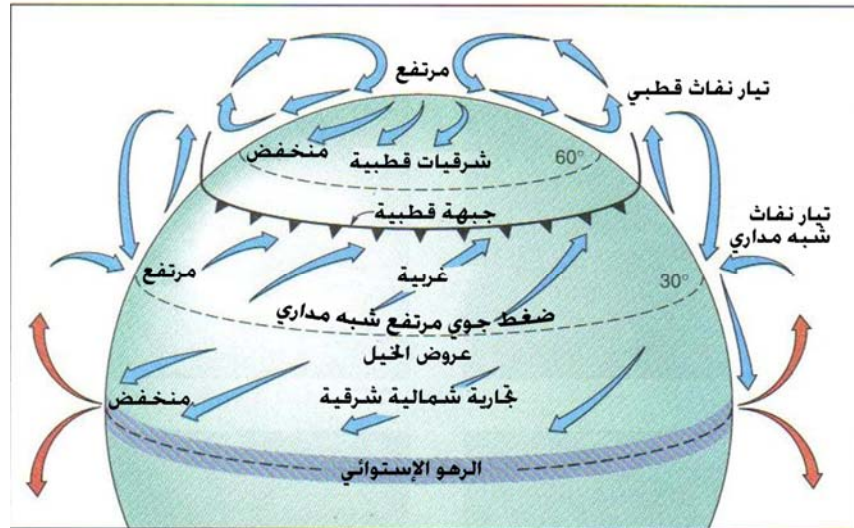 مرتفع
تيار نفاث قطبي
منخفض
شرقيات قطبية
60°
جبهة قطبية
تيار نفاث
شبه مداري
مرتفع
غربية
30°
ضغط جوي مرتفع شبه مداري
عروض الخيل
منخفض
تجارية شمالية شرقية
الرهو الإستوائي